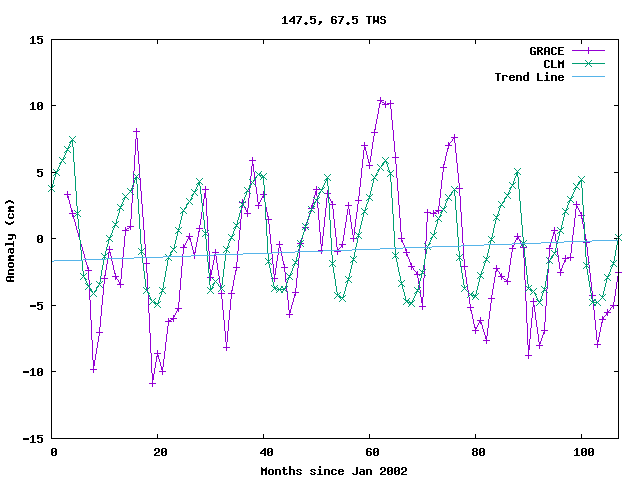 147.5, 67.5 TWS
GRACE
CLM
Trend Line
Anomaly (cm)
15
10
5
0
-5
-10
-15
0 20 40 60 80 100
Months since Jan 2002